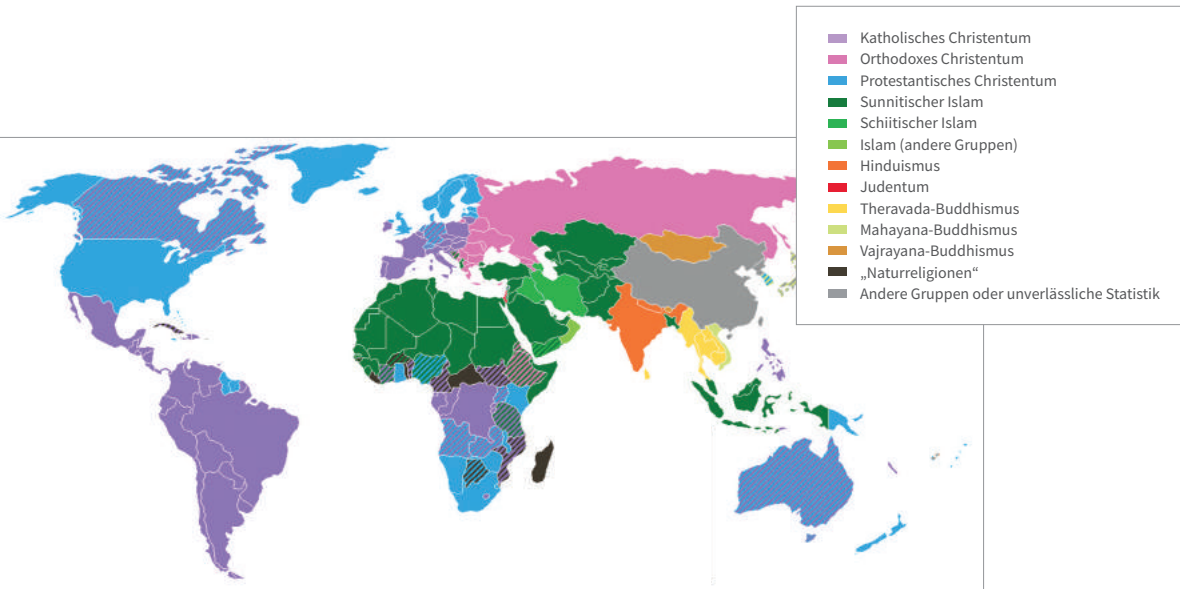 Katholisches Christentum
Orthodoxes Christentum
Protestantisches Christentum
Sunnitischer Islam
Schiitischer Islam
Islam (andere Gruppen)
Hinduismus
Judentum
Theravada-Buddhismus
Mahayana-Buddhismus
Vajrayana-Buddhismus
„Naturreligionen“
Andere Gruppen oder unverlässliche Statistik